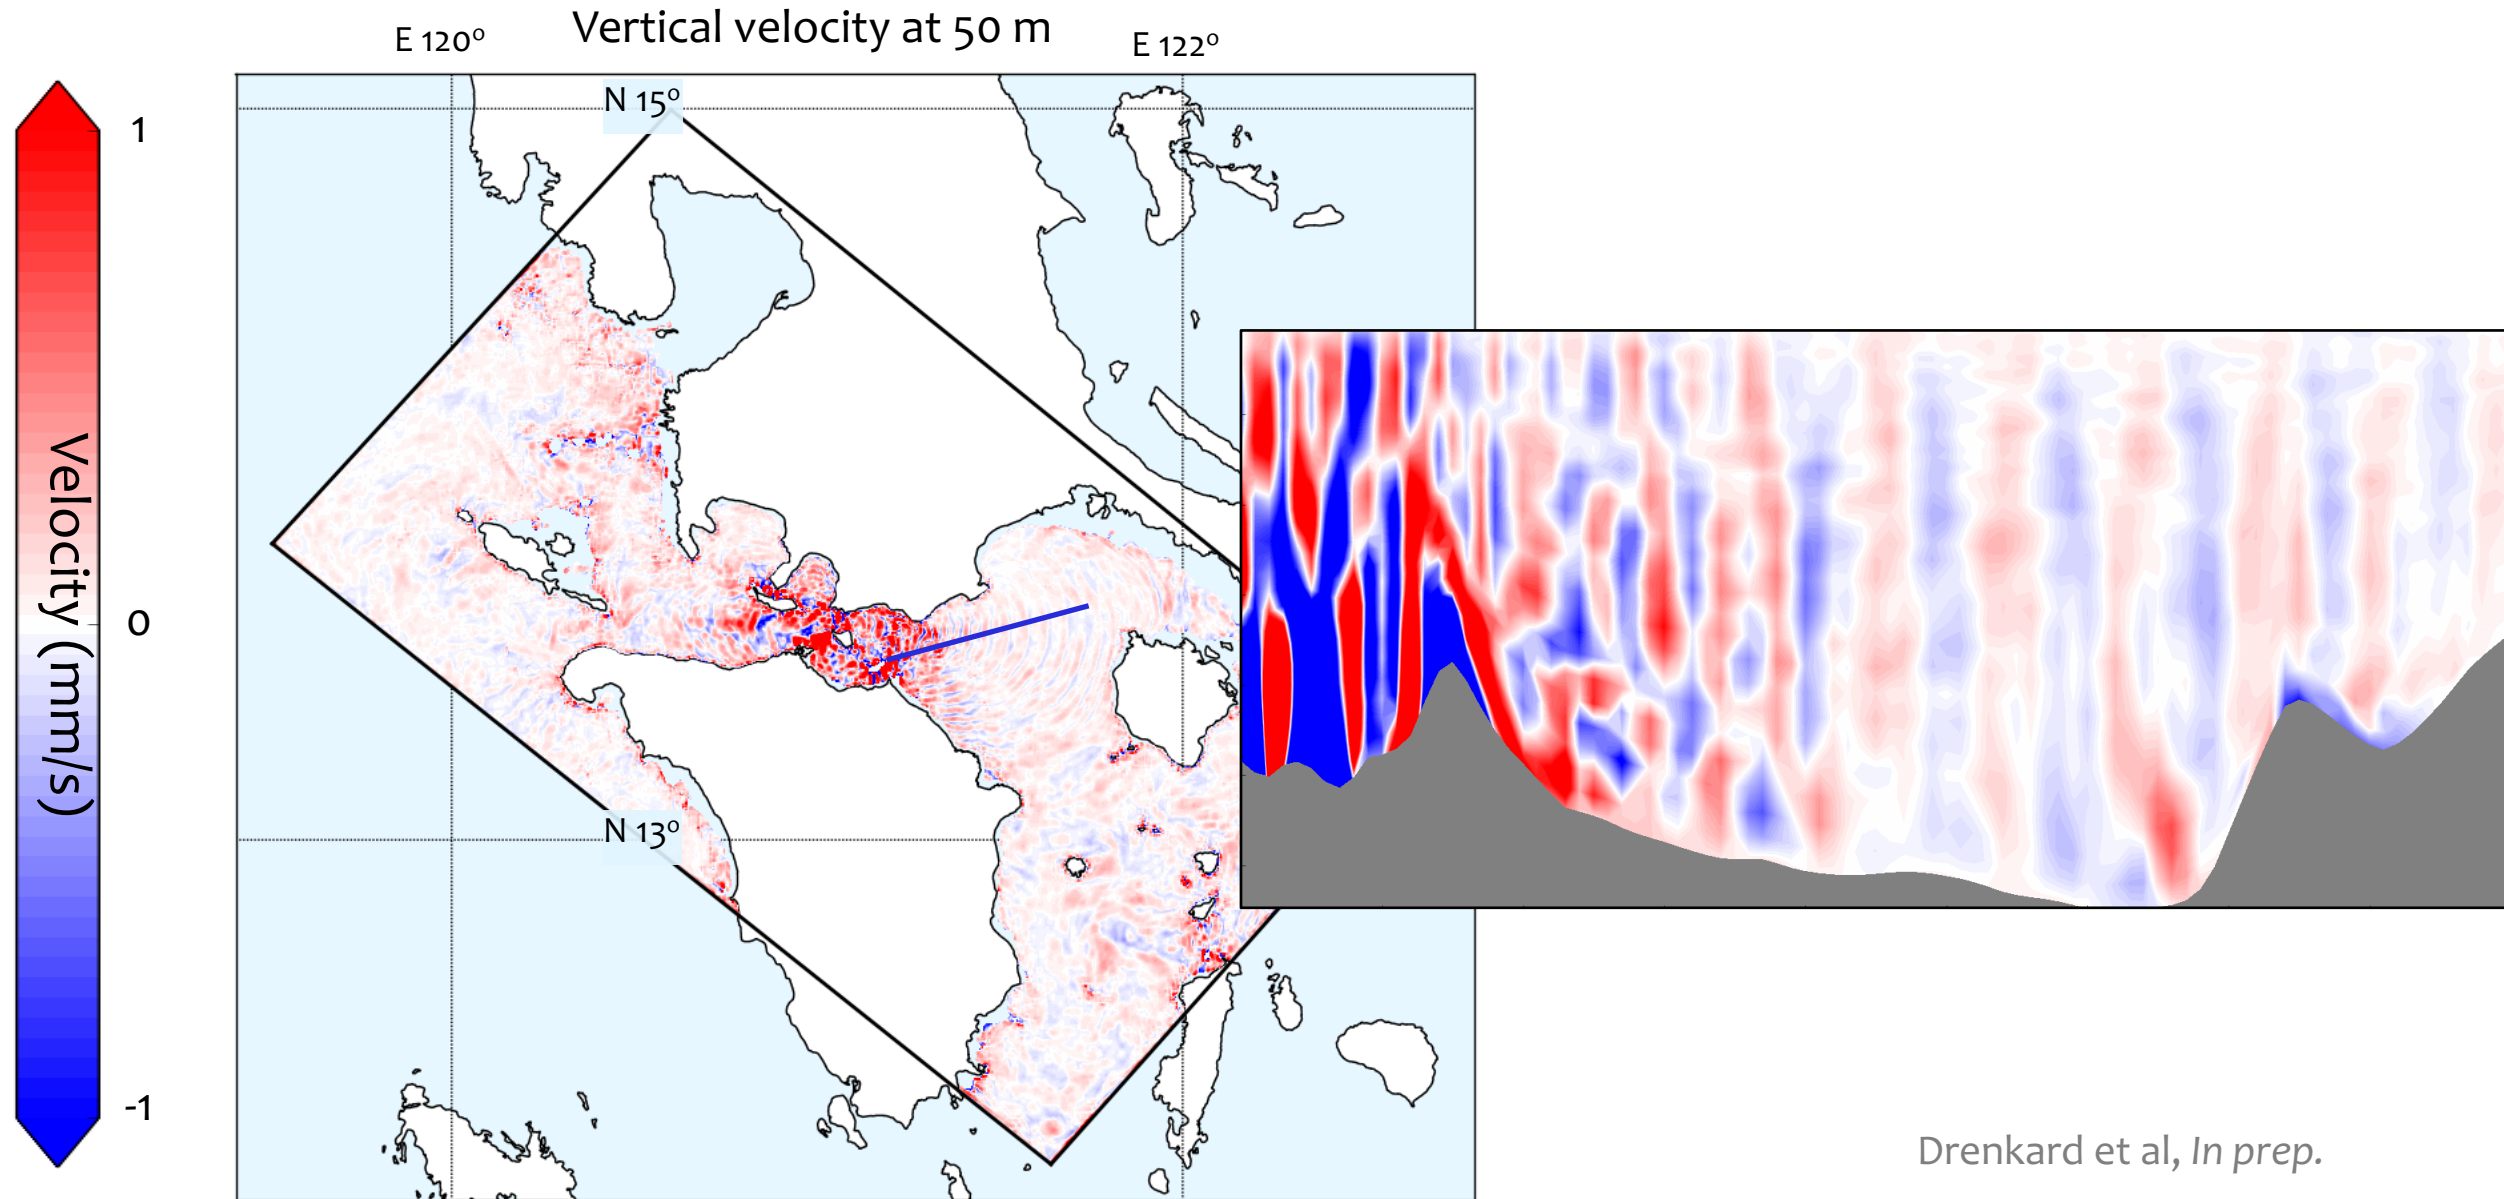 Vertical velocity at 50 m
E 120°
E 122°
N 15°
N 13°
1
0
-1
Velocity (mm/s)
Drenkard et al, In prep.